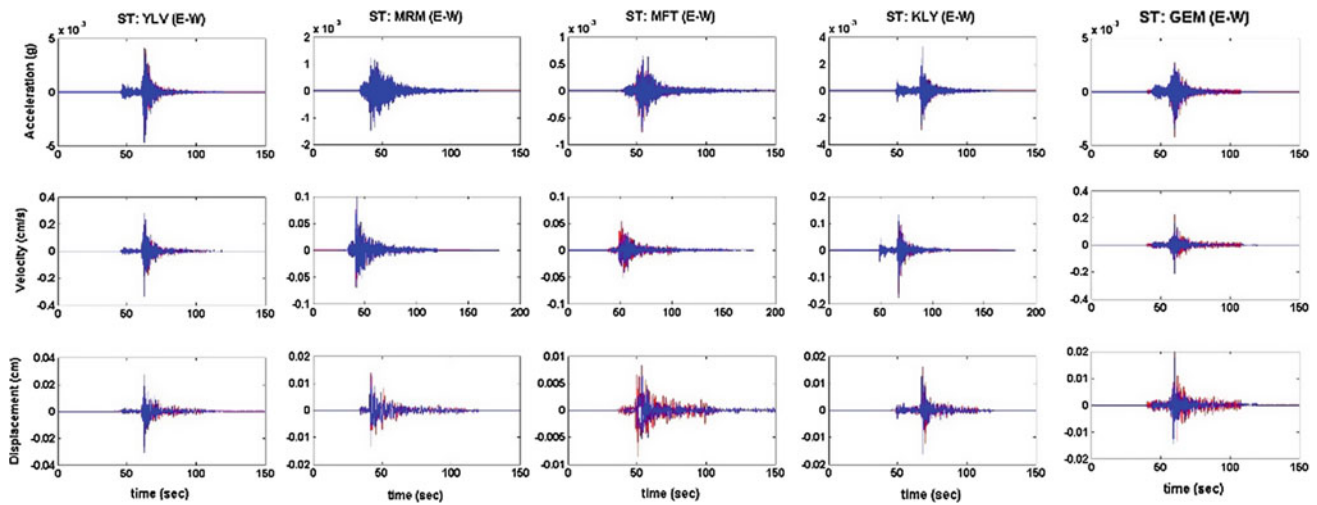 ST: YLV (E-W) ST: MRM (E-W) ST: MFT (E-W) ST: KLY (E-W) ST: GEM (E-W)
x 10³ x 10³ x 10³ x 10³ x 10³
Acceleration (g)
5 2 1 4 5
0 1 0.5 2 0
-5 0 0 0 -5
-1 -0.5 -2
-2 -1 -4
0 50 100 150 0 50 100 150 0 50 100 150 0 50 100 150 0 50 100 150
Velocity (cm/s)
0.4 0.1 0.1 0.2 0.4
0.2 0.05 0.05 0.1 0.2
0 0 0 0 0
-0.2 -0.05 -0.05 -0.1 -0.2
-0.4 -0.1 -0.1 -0.2 -0.4
0 50 100 150 0 50 100 150 200 0 50 100 150 200 0 50 100 150 200 0 50 100 150
Displacement (cm)
0.04 0.02 0.01 0.02 0.02
0.02 0.01 0.005 0.01 0.01
0 0 0 0 0
-0.02 -0.01 -0.005 -0.01 -0.01
-0.04 -0.02 -0.01 -0.02 -0.02
0 50 100 150 0 50 100 150 0 50 100 150 0 50 100 150 0 50 100 150
time (sec) time (sec) time (sec) time (sec) time (sec)